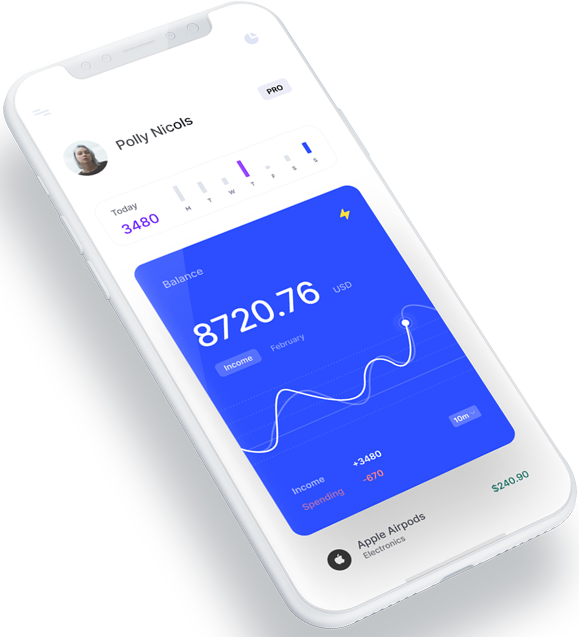 PRO
Polly Nicols
Today
3480
M T W T F S S
Balance
8720.76 USD
Income February
10m
Income +3480
Spending -670
Apple Airpods $240.90
Electronics